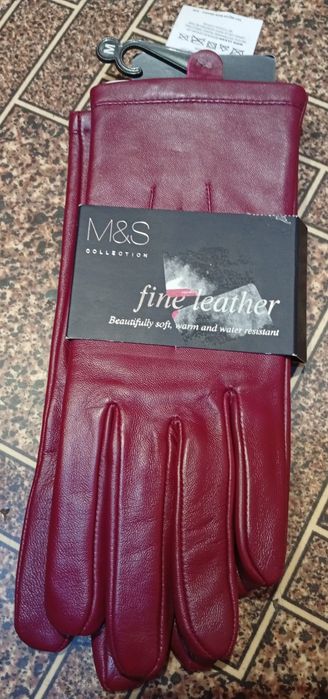 M
M&S
COLLECTION
fine leather
Beautifully soft, warm and water resistant